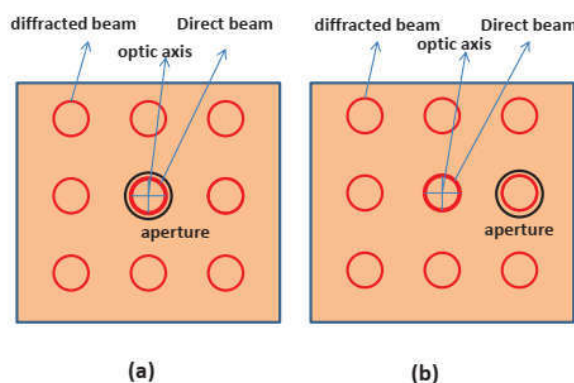 diffracted beam
Direct beam
optic axis
aperture
(a)
diffracted beam
Direct beam
optic axis
aperture
(b)